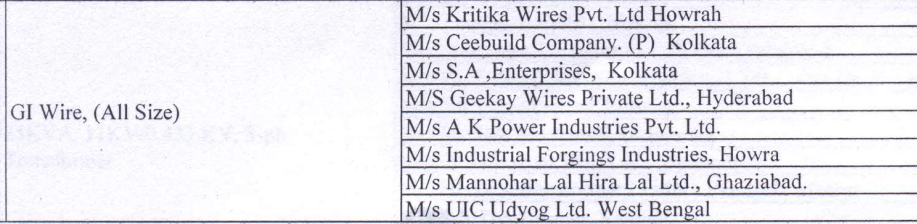 M/s Kritika Wires Pvt. Ltd Howrah
M/s Ceebuild Company. (P) Kolkata
M/s S.A ,Enterprises, Kolkata
GI Wire, (All Size)
M/S Geekay Wires Private Ltd., Hyderabad
M/s A K Power Industries Pvt. Ltd.
M/s Industrial Forgings Industries, Howra
M/s Mannohar Lal Hira Lal Ltd., Ghaziabad.
M/s UIC Udyog Ltd. West Bengal